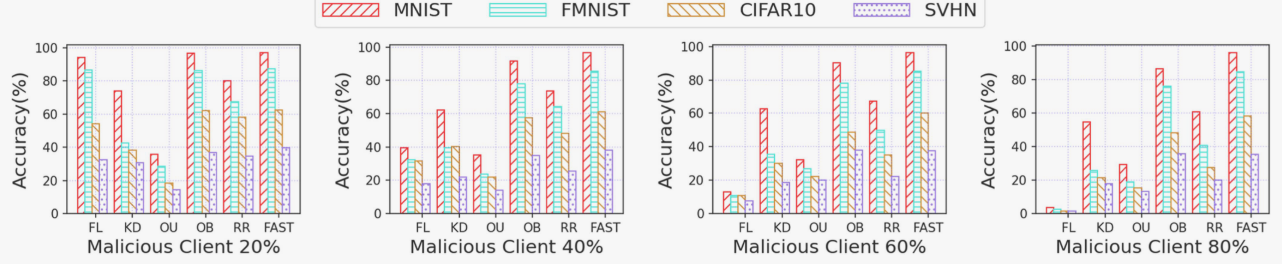 MNIST FMNIST CIFAR10 SVHN
Accuracy(%)
100
80
60
40
20
0
FL KD OU OB RR FAST
Malicious Client 20%
Accuracy(%)
100
80
60
40
20
0
FL KD OU OB RR FAST
Malicious Client 40%
Accuracy(%)
100
80
60
40
20
0
FL KD OU OB RR FAST
Malicious Client 60%
Accuracy(%)
100
80
60
40
20
0
FL KD OU OB RR FAST
Malicious Client 80%